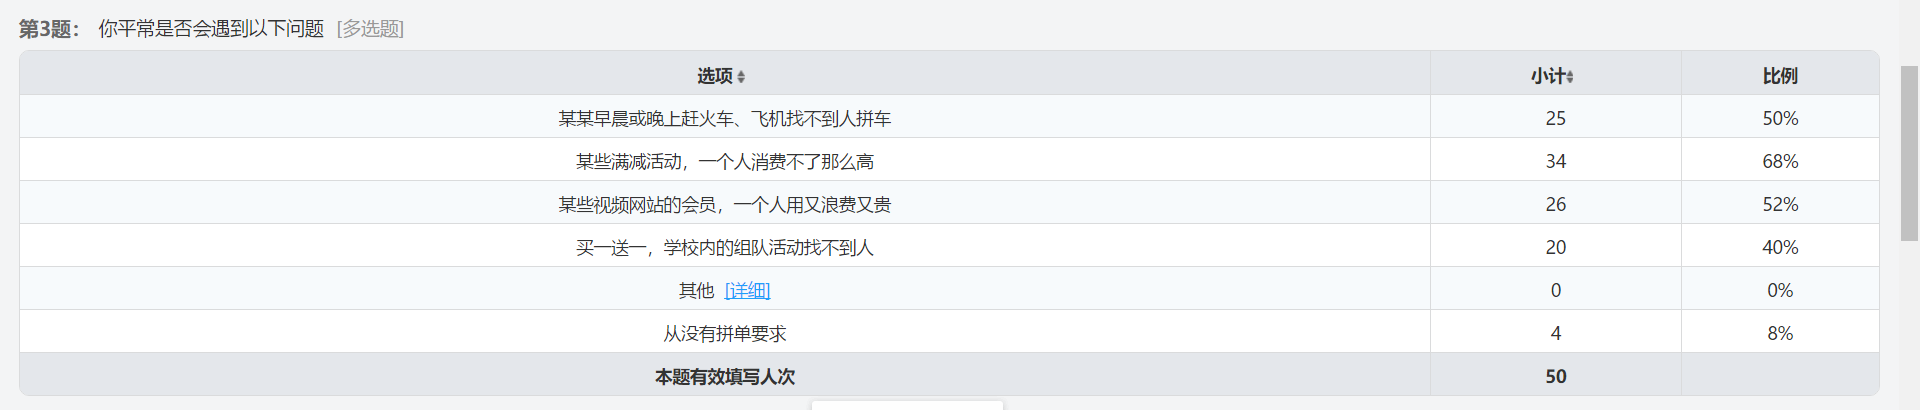 第3题： 你平常是否会遇到以下问题 [多选题]
选项 小计 比例
某某早晨或晚上赶火车、飞机找不到人拼车 25 50%
某些满减活动，一个人消费不了那么高 34 68%
某些视频网站的会员，一个人用又浪费又贵 26 52%
买一送一，学校内的组队活动找不到人 20 40%
其他 [详细] 0 0%
从没有拼单要求 4 8%
本题有效填写人次 50